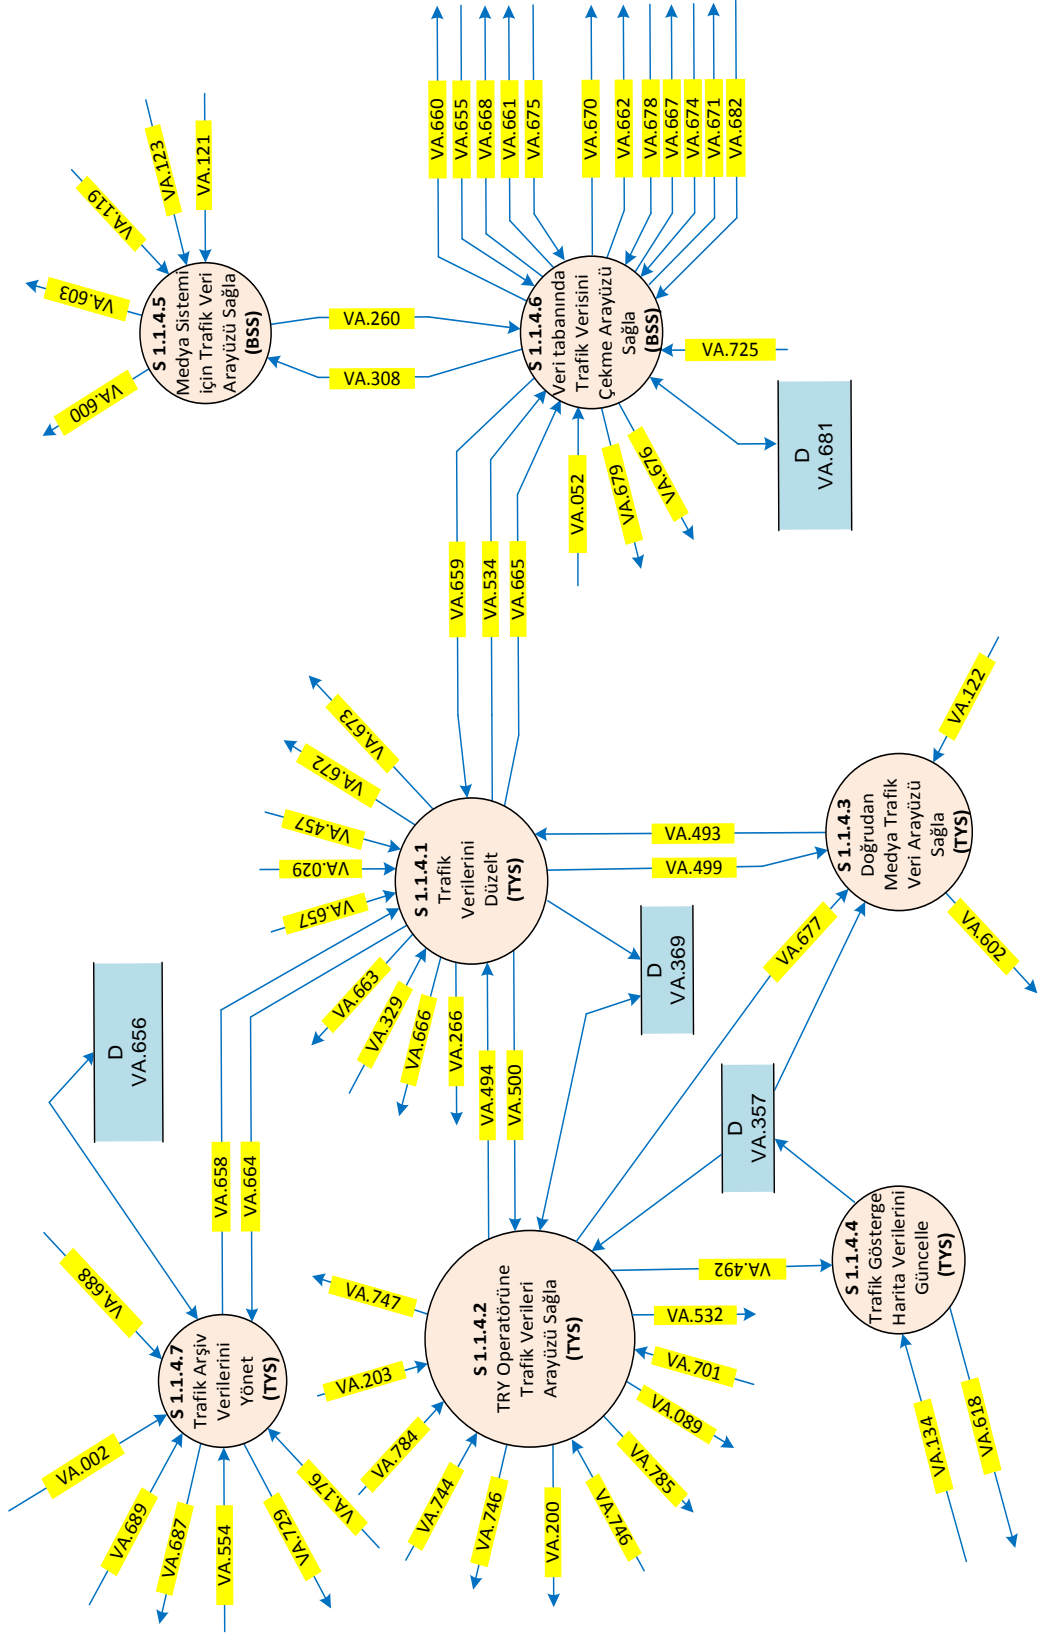 VA.660
VA.655
VA.668
VA.661
VA.675
VA.670
VA.662
VA.678
VA.667
VA.674
VA.671
VA.682
VA.119
VA.123
VA.121
VA.603
VA.600
S 1.1.4.5
Medya Sistemi
için Trafik Veri
Arayüzü Sağla
(BSS)
VA.260
VA.308
S 1.1.4.6
Veri tabanında
Trafik Verisini
Çekme Arayüzü
Sağla
(BSS)
VA.725
D
VA.681
VA.052
VA.679
VA.676
VA.659
VA.534
VA.665
VA.673
VA.672
VA.457
VA.029
VA.657
S 1.1.4.1
Trafik
Verilerini
Düzelt
(TYS)
VA.663
VA.329
VA.666
VA.266
VA.493
VA.499
S 1.1.4.3
Doğrudan
Medya Trafik
Veri Arayüzü
Sağla
(TYS)
VA.122
VA.602
VA.677
D
VA.369
D
VA.656
VA.658
VA.664
VA.494
VA.500
D
VA.357
VA.688
S 1.1.4.7
Trafik Arşiv
Verilerini
Yönet
(TYS)
VA.002
VA.689
VA.687
VA.554
VA.729
VA.176
VA.747
VA.203
VA.784
VA.744
VA.746
VA.200
VA.746
S 1.1.4.2
TRY Operatörüne
Trafik Verileri
Arayüzü Sağla
(TYS)
VA.492
VA.532
VA.701
VA.089
VA.785
S 1.1.4.4
Trafik Gösterge
Harita Verilerini
Güncelle
(TYS)
VA.134
VA.618